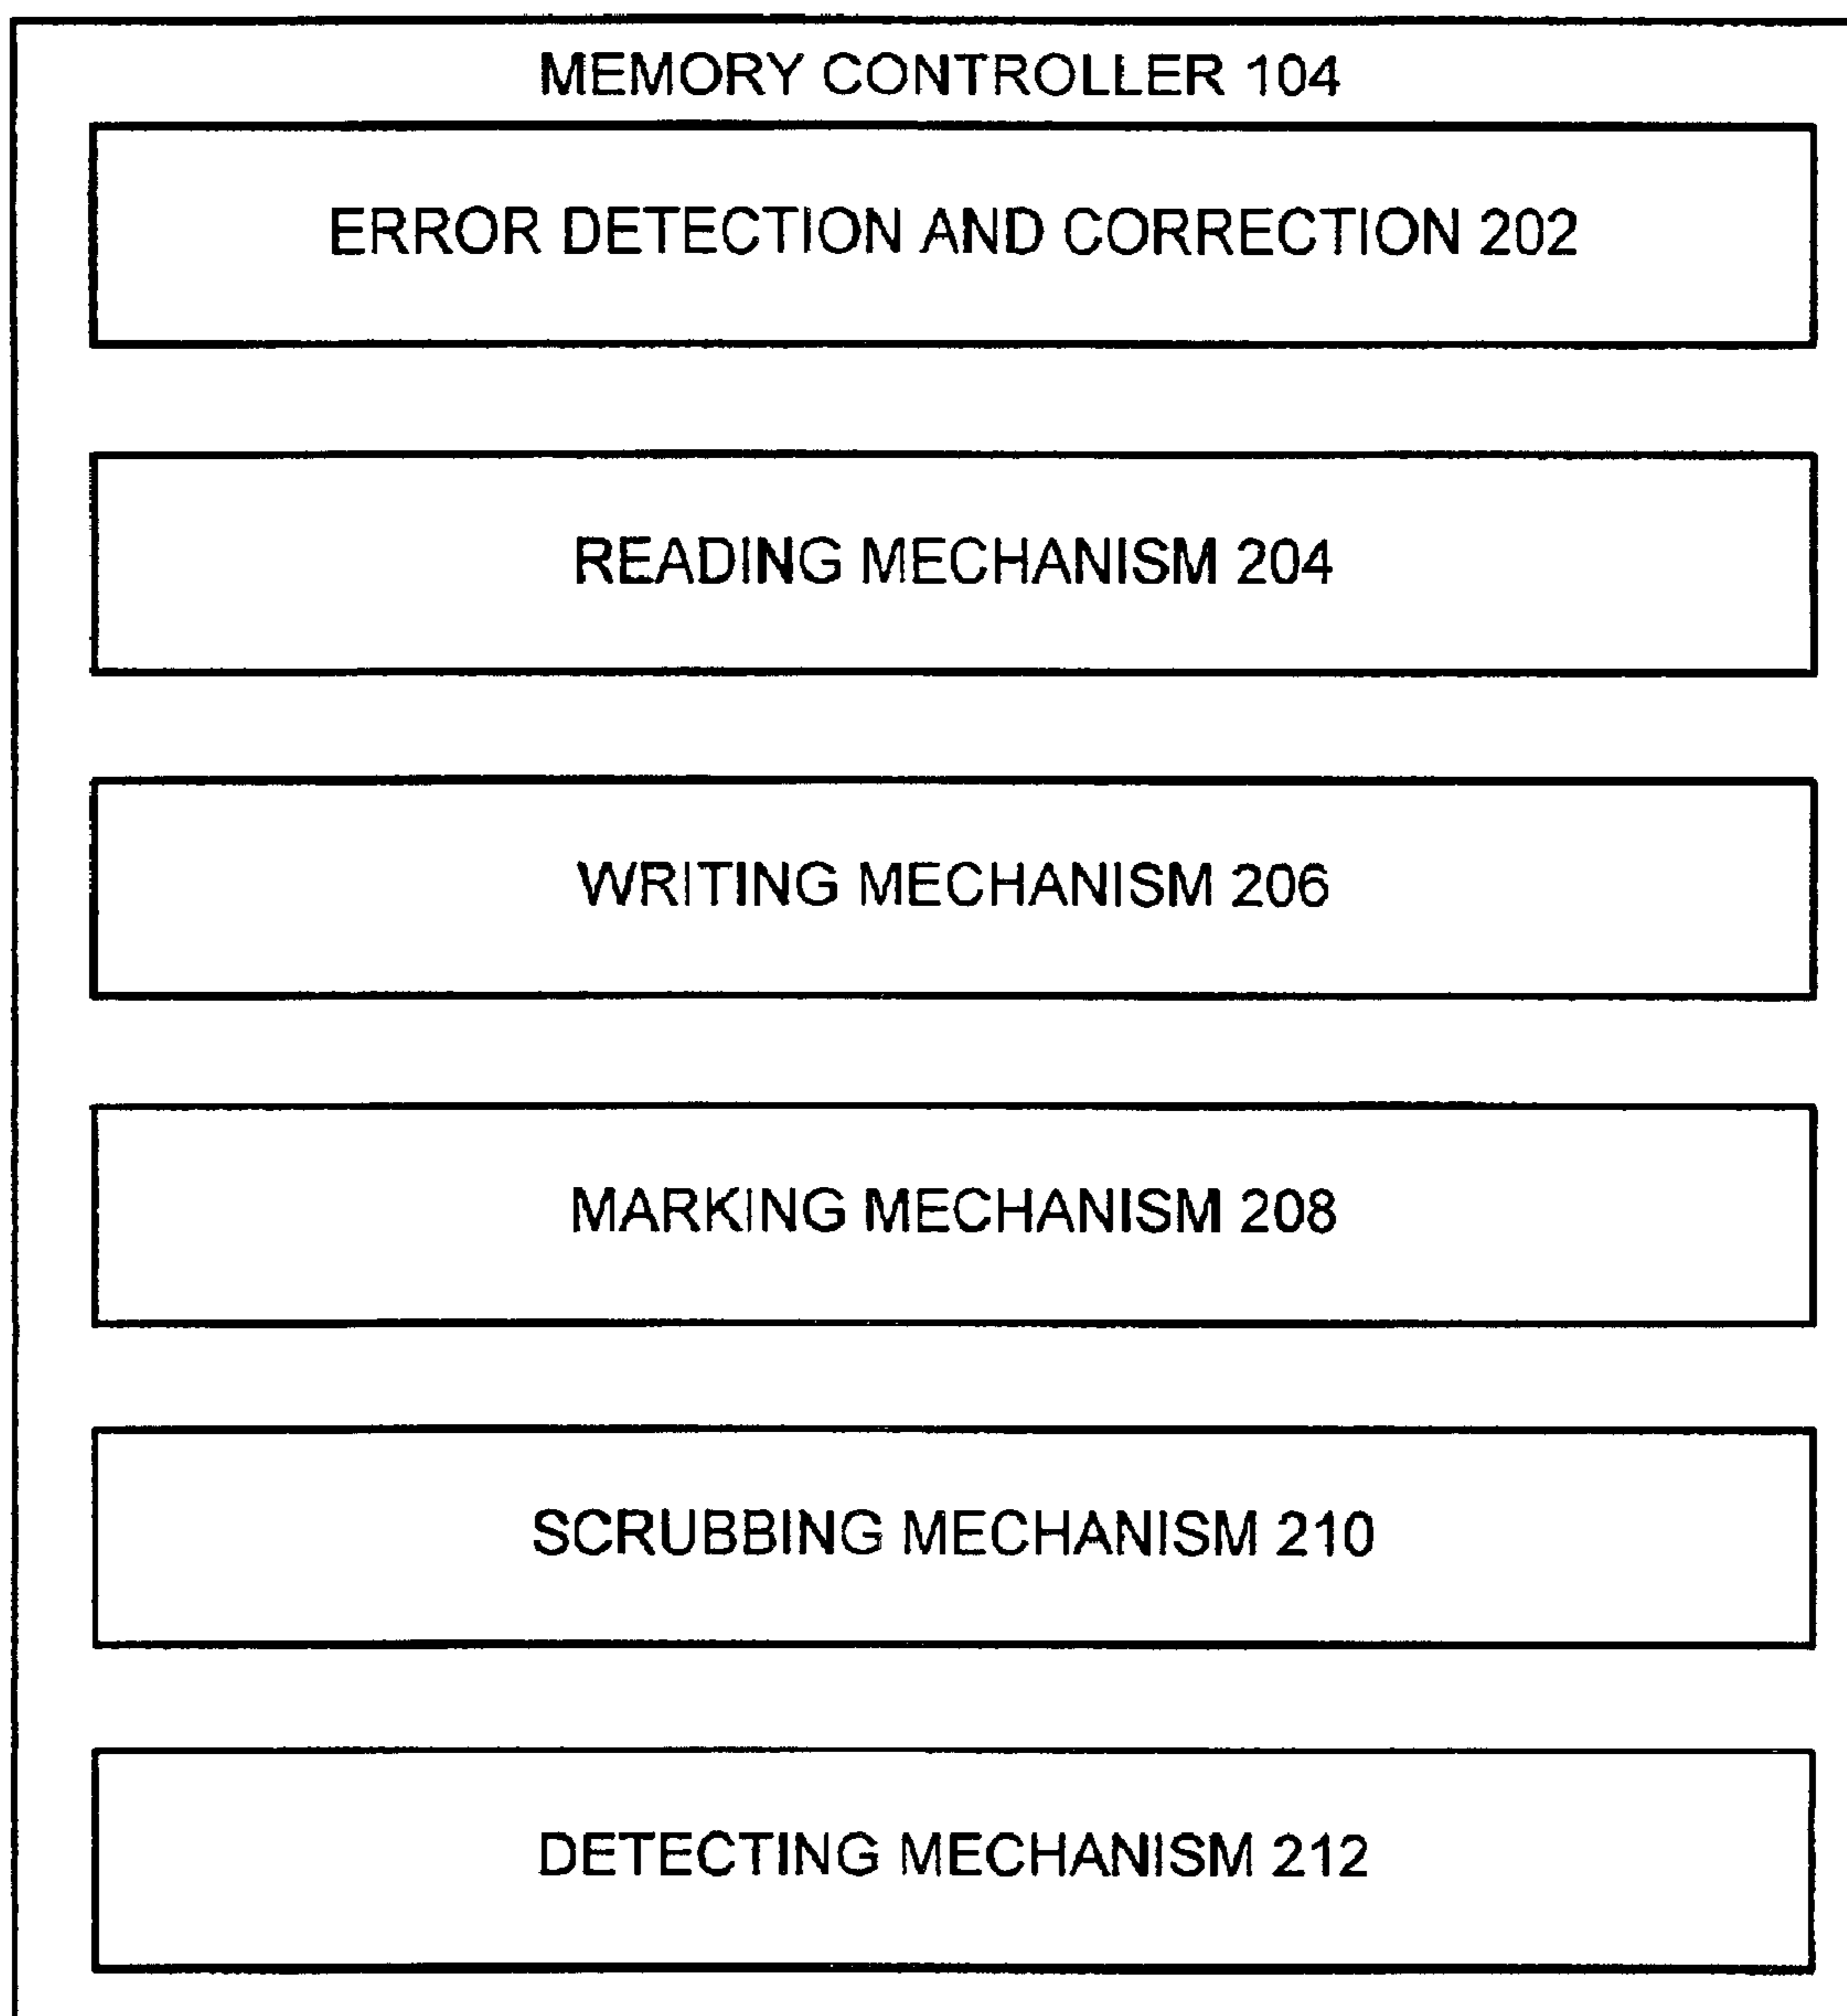 MEMORY CONTROLLER 104
ERROR DETECTION AND CORRECTION 202
READING MECHANISM 204
WRITING MECHANISM 206
MARKING MECHANISM 208
SCRUBBING MECHANISM 210
DETECTING MECHANISM 212